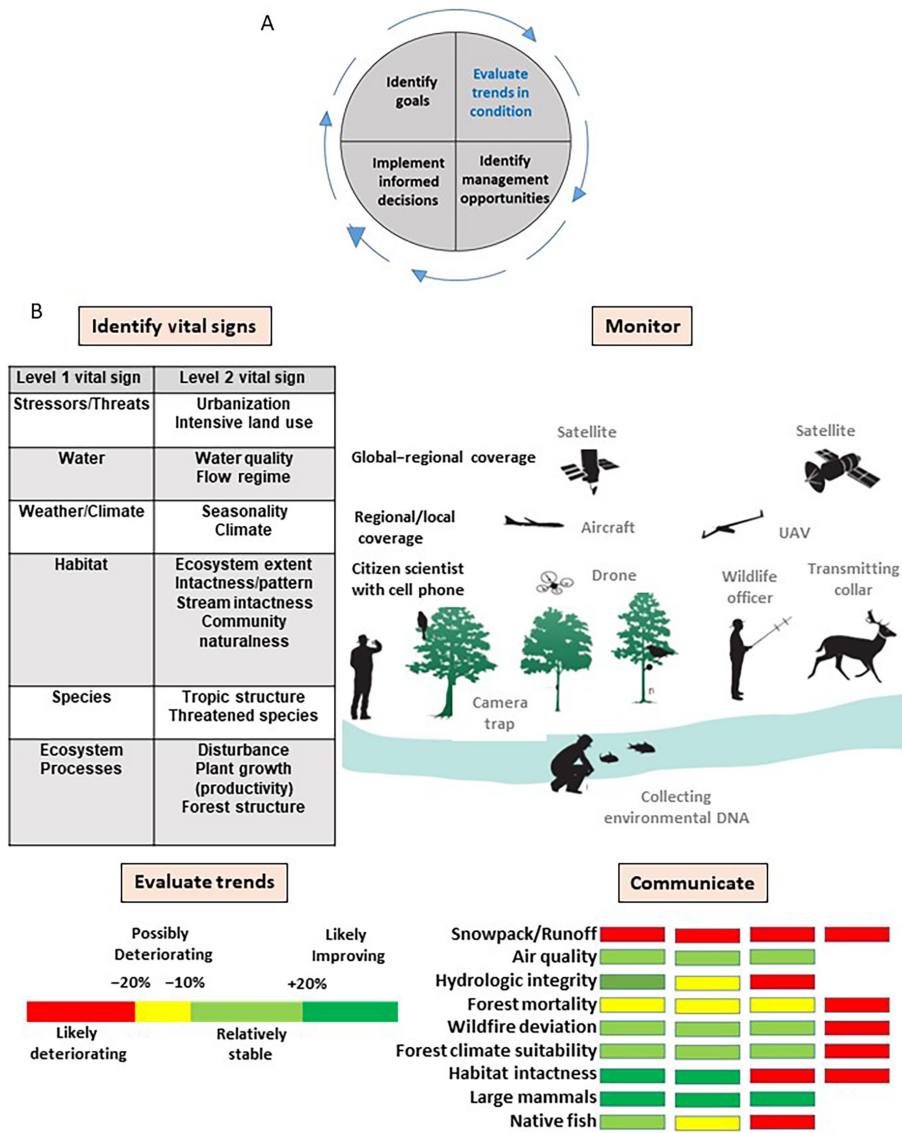 A
Identify
goals
Evaluate
trends in
condition
Implement
informed
decisions
Identify
management
opportunities
B
Identify vital signs
Level 1 vital sign
Level 2 vital sign
Stressors/Threats
Urbanization
Intensive land use
Water
Water quality
Flow regime
Weather/Climate
Seasonality
Climate
Habitat
Ecosystem extent
Intactness/pattern
Stream intactness
Community
naturalness
Species
Tropic structure
Threatened species
Ecosystem
Processes
Disturbance
Plant growth
(productivity)
Forest structure
Monitor
Satellite
Satellite
Global–regional coverage
Regional/local
coverage
Aircraft
UAV
Citizen scientist
with cell phone
Drone
Wildlife
officer
Transmitting
collar
Camera
trap
Collecting
environmental DNA
Evaluate trends
Possibly
Deteriorating
Likely
Improving
−20%
−10%
+20%
Likely
deteriorating
Relatively
stable
Communicate
Snowpack/Runoff
Air quality
Hydrologic integrity
Forest mortality
Wildfire deviation
Forest climate suitability
Habitat intactness
Large mammals
Native fish